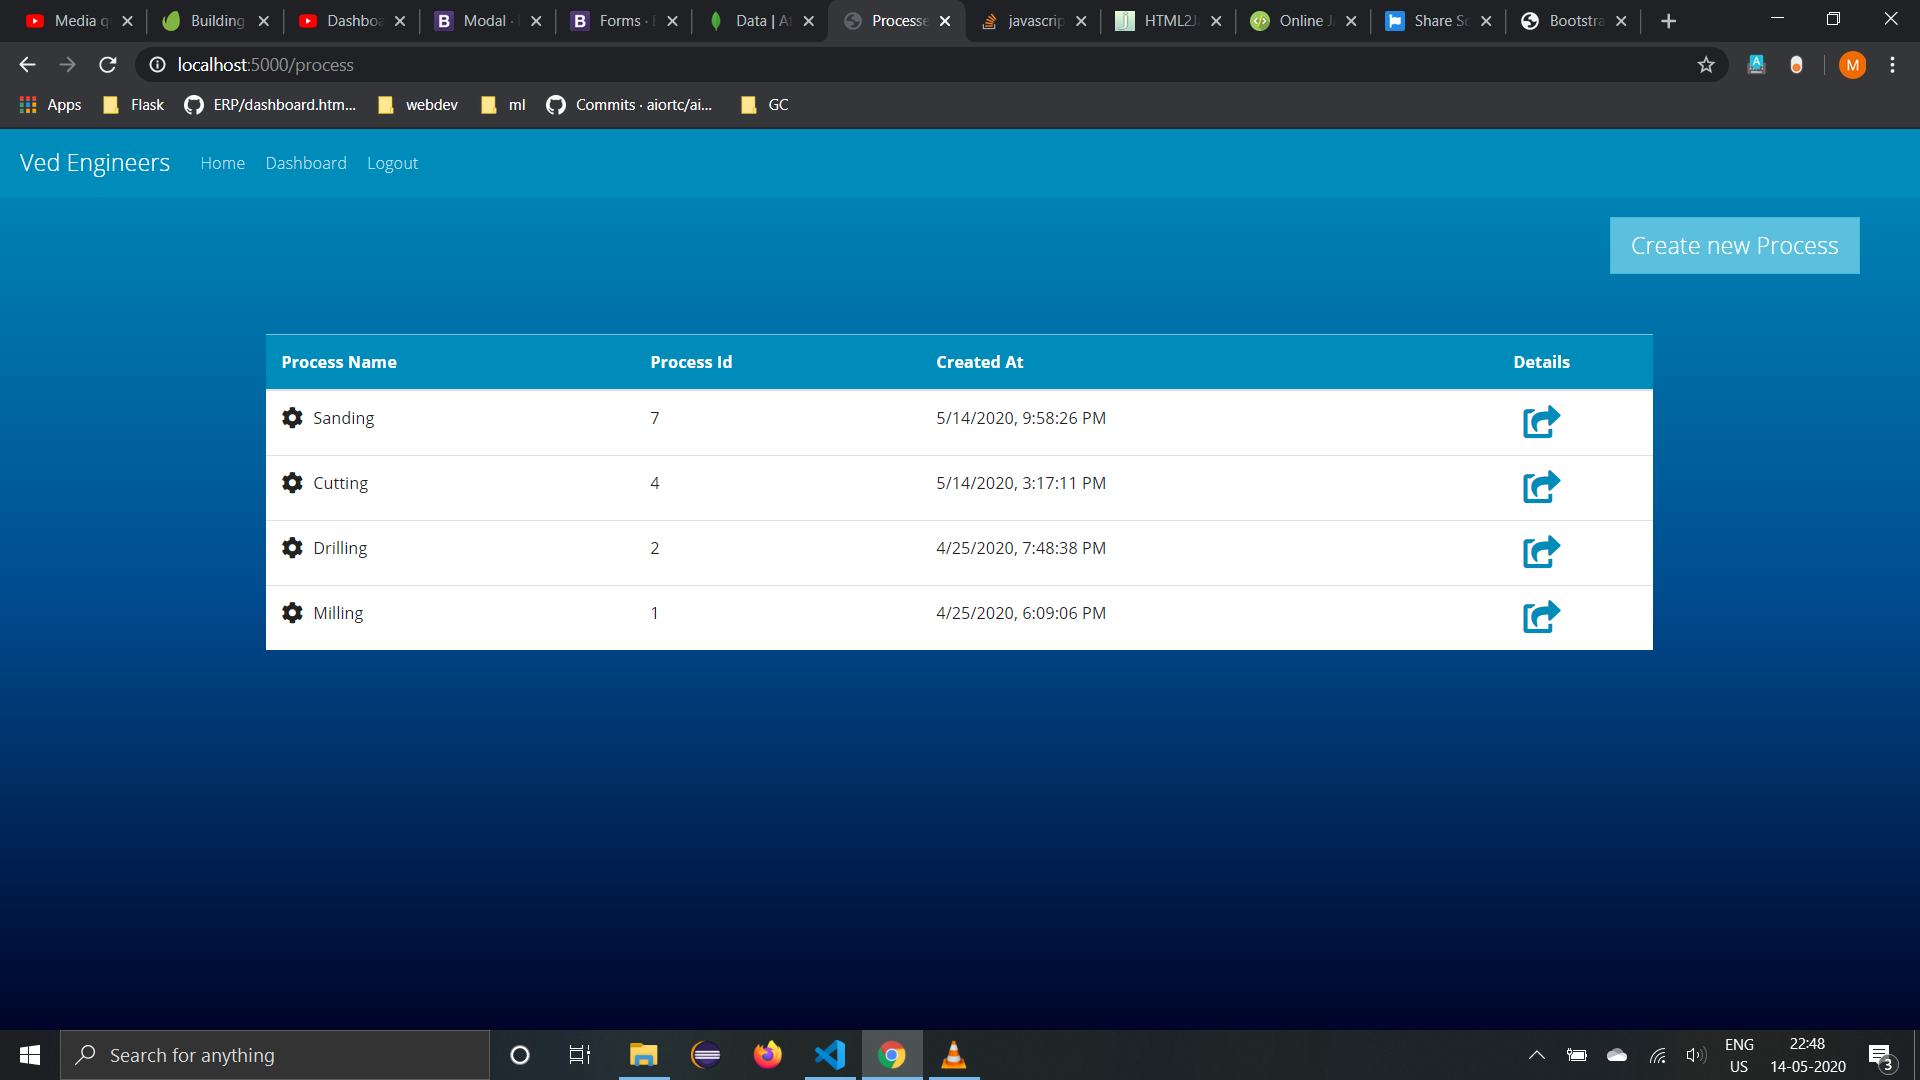 Media q
Building
Dashboa
Modal ·
Forms ·
Data | A
Processe
javascrip
HTML2J
Online J
Share Sc
Bootstra
localhost:5000/process
M
Apps
Flask
ERP/dashboard.htm...
webdev
ml
Commits · aiortc/ai...
GC
Ved Engineers Home Dashboard Logout
Create new Process
Process Name Process Id Created At Details
Sanding 7 5/14/2020, 9:58:26 PM
Cutting 4 5/14/2020, 3:17:11 PM
Drilling 2 4/25/2020, 7:48:38 PM
Milling 1 4/25/2020, 6:09:06 PM
Search for anything
ENG
US
22:48
14-05-2020
3